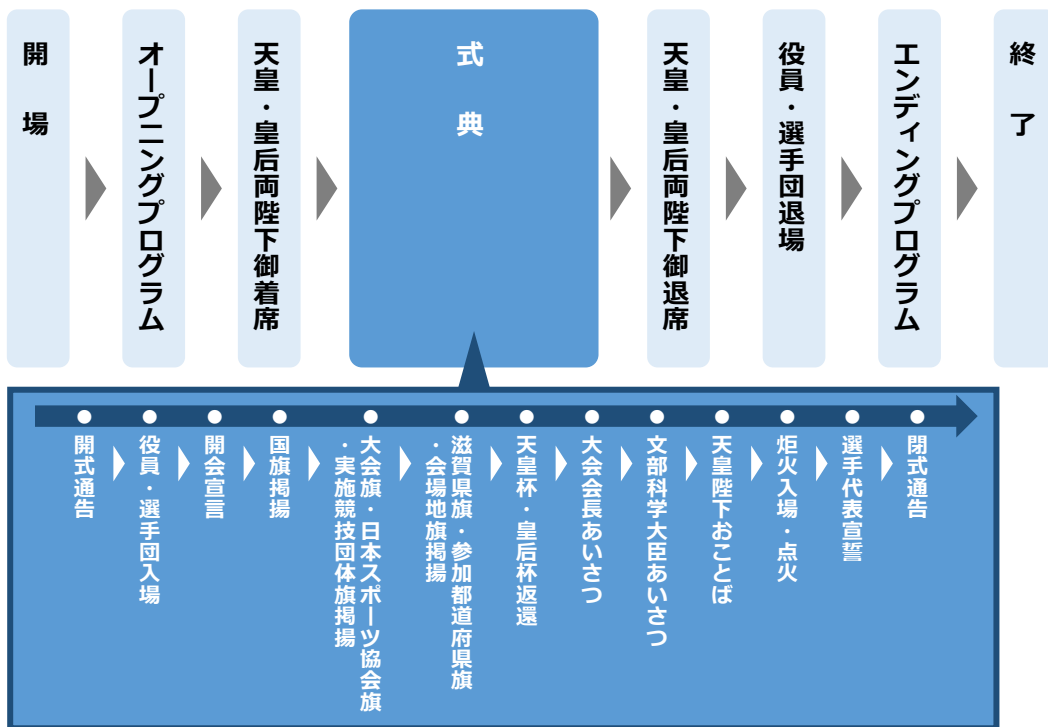 開場
オープニングプログラム
天皇・皇后両陛下御着席
式典
天皇・皇后両陛下御退席
役員・選手団退場
エンディングプログラム
終了
開式通告
役員・選手団入場
開会宣言
国旗掲揚
大会旗・日本スポーツ協会旗
・実施競技団体旗掲揚
滋賀県旗・参加都道府県旗
・会場地旗掲揚
天皇杯・皇后杯返還
大会会長あいさつ
文部科学大臣あいさつ
天皇陛下おことば
炬火入場・点火
選手代表宣誓
閉式通告